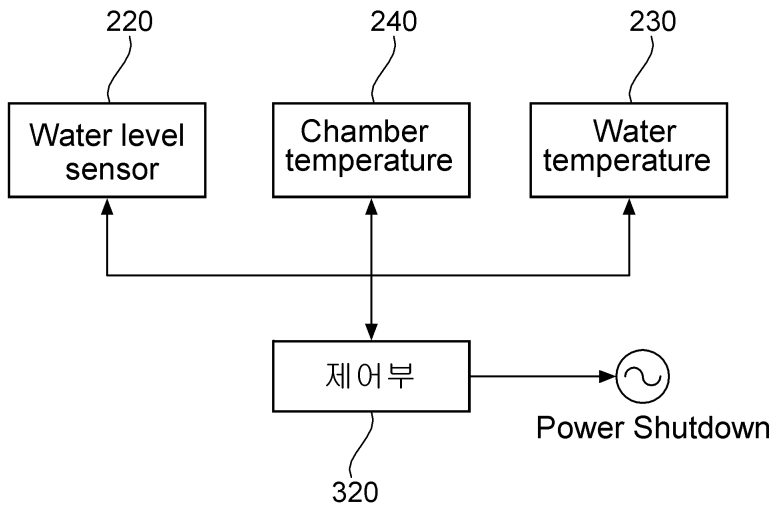 220
240
230
Water level
sensor
Chamber
temperature
Water
temperature
제어부
Power Shutdown
320